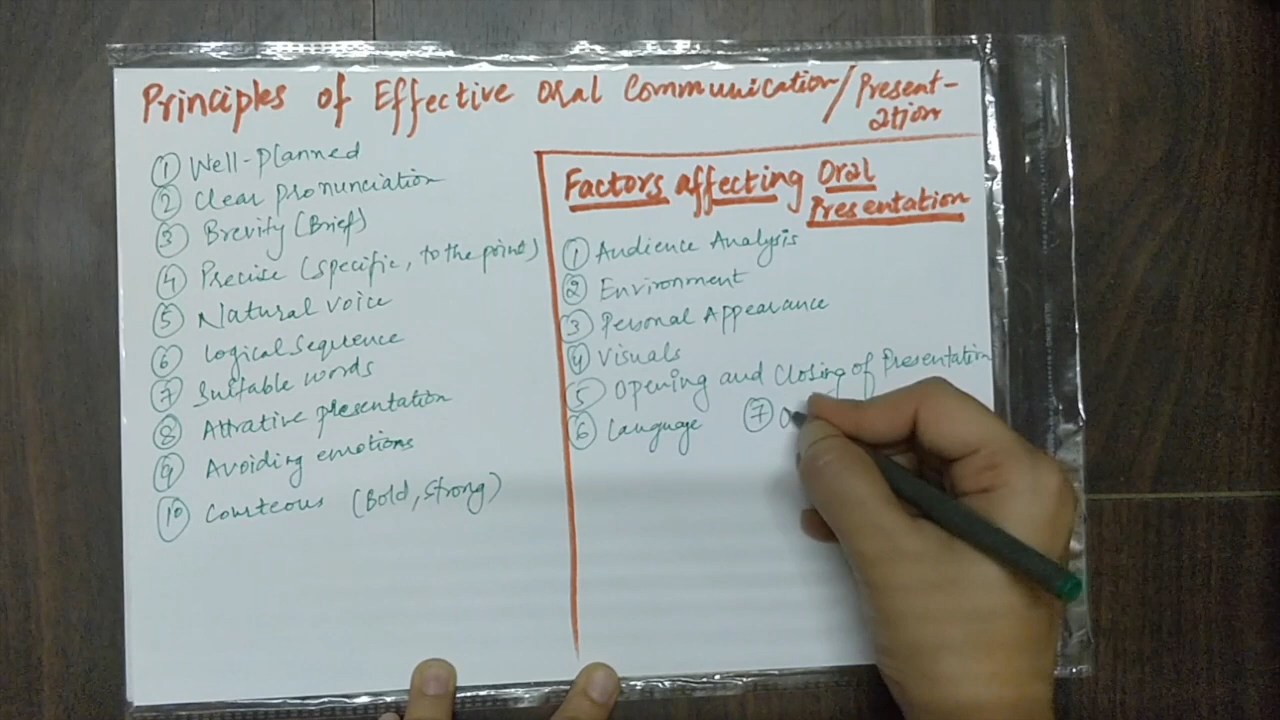 Principles of Effective Oral Communication/Present-
ation
① Well-Planned
② Clear pronunciation
③ Brevity (Brief)
④ Precise (specific, to the point)
⑤ Natural voice
⑥ Logical Sequence
⑦ Suitable words
⑧ Attrative presentation
⑨ Avoiding emotions
⑩ Courteous (Bold, strong)
Factors affecting Oral
Presentation
① Audience Analysis
② Environment
③ Personal Appearance
④ Visuals
⑤ Opening and Closing of Presentation
⑥ Language ⑦